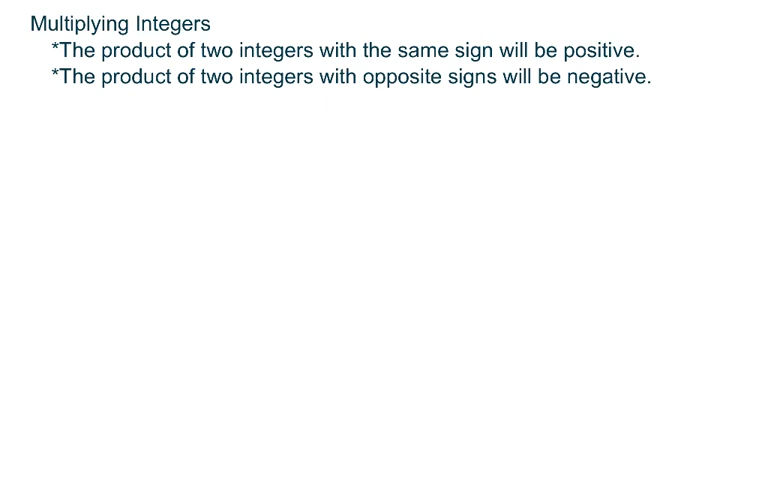 Multiplying Integers
*The product of two integers with the same sign will be positive.
*The product of two integers with opposite signs will be negative.